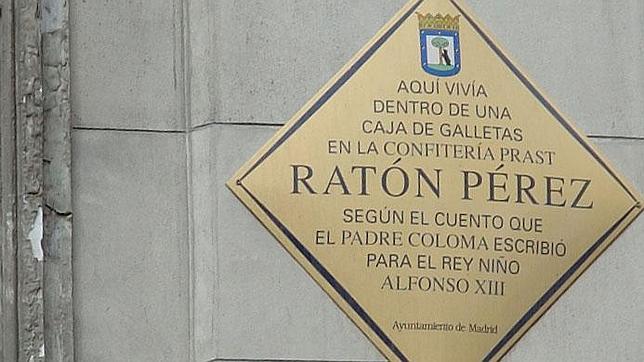 AQUÍ VIVÍA
DENTRO DE UNA
CAJA DE GALLETAS
EN LA CONFITERÍA PRAST
RATÓN PÉREZ
SEGÚN EL CUENTO QUE
EL PADRE COLOMA ESCRIBIÓ
PARA EL REY NIÑO
ALFONSO XIII
Ayuntamiento de Madrid